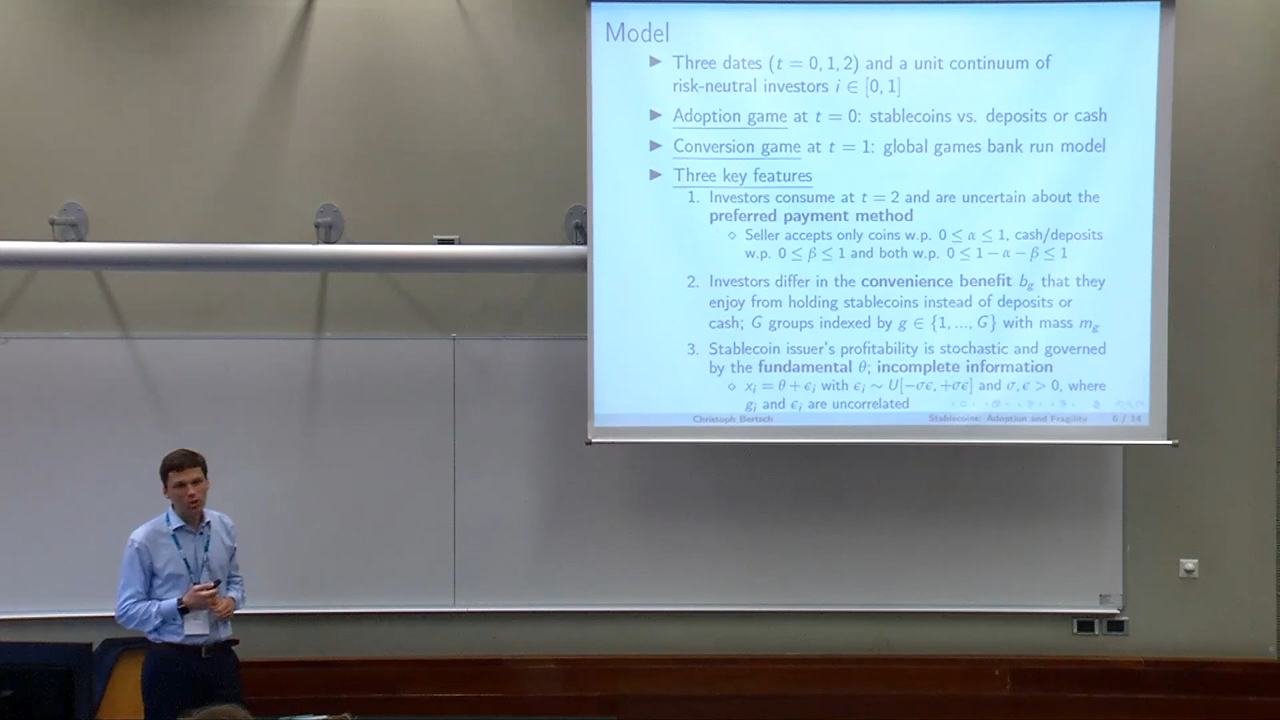 Model
▶ Three dates (t = 0, 1, 2) and a unit continuum of
risk-neutral investors i ∈ [0, 1]
▶ Adoption game at t = 0: stablecoins vs. deposits or cash
▶ Conversion game at t = 1: global games bank run model
▶ Three key features
1. Investors consume at t = 2 and are uncertain about the
preferred payment method
◇ Seller accepts only coins w.p. 0 ≤ α ≤ 1, cash/deposits
w.p. 0 ≤ β ≤ 1 and both w.p. 0 ≤ 1 − α − β ≤ 1
2. Investors differ in the convenience benefit b_g that they
enjoy from holding stablecoins instead of deposits or
cash; G groups indexed by g ∈ {1, ..., G} with mass m_g
3. Stablecoin issuer's profitability is stochastic and governed
by the fundamental θ; incomplete information
◇ x_i = θ + ϵ_i with ϵ_i ∼ U[−σϵ, +σϵ] and σ, ϵ > 0, where
g_i and ϵ_i are uncorrelated
Christoph Bertsch Stablecoins: Adoption and Fragility 6 / 14